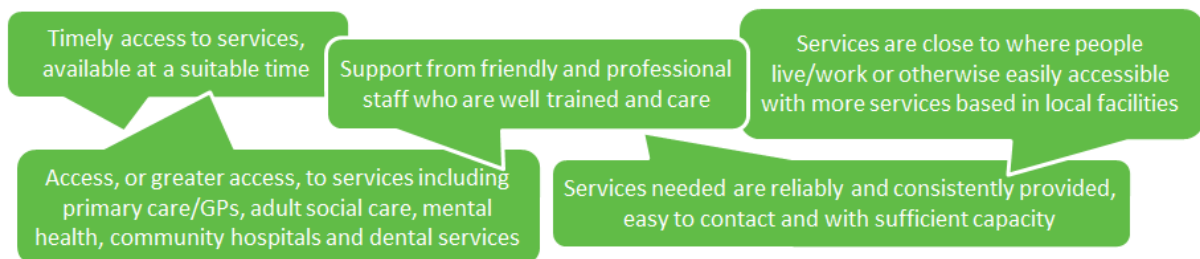 Timely access to services,
available at a suitable time
Support from friendly and professional
staff who are well trained and care
Services are close to where people
live/work or otherwise easily accessible
with more services based in local facilities
Access, or greater access, to services including
primary care/GPs, adult social care, mental
health, community hospitals and dental services
Services needed are reliably and consistently provided,
easy to contact and with sufficient capacity